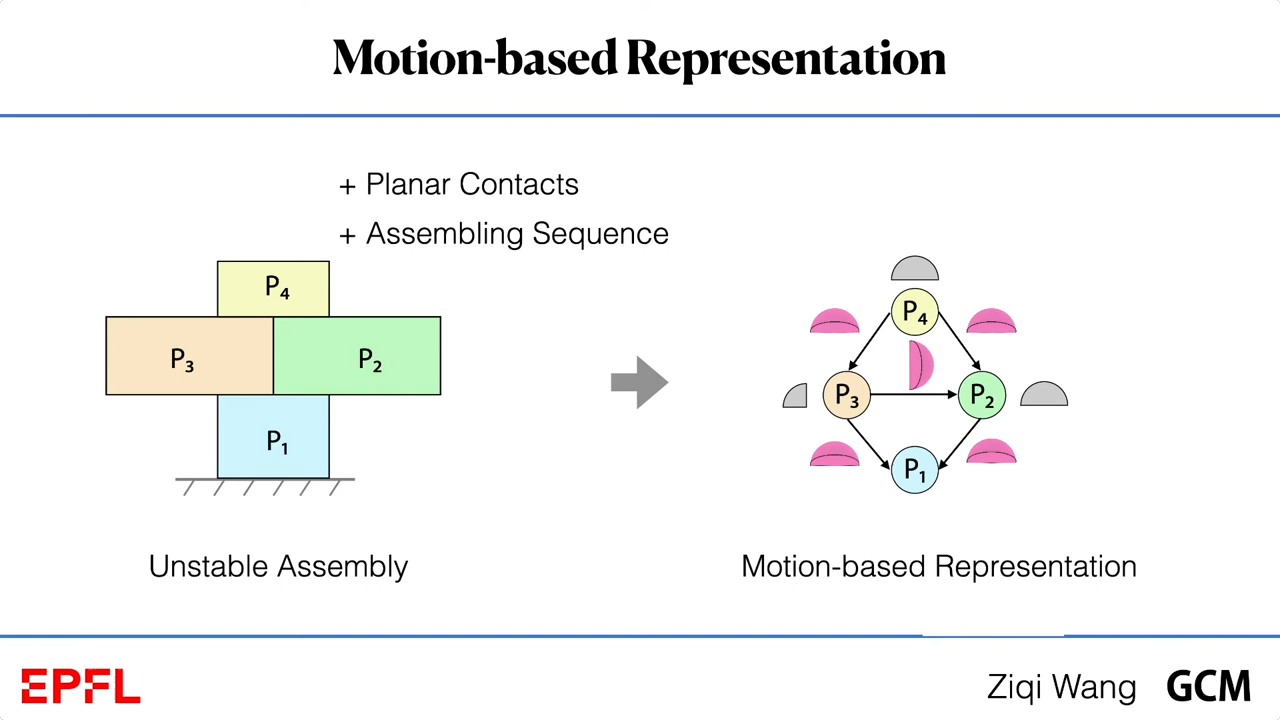 Motion-based Representation
+ Planar Contacts
+ Assembling Sequence
P4
P3
P2
P1
P4
P3
P2
P1
Unstable Assembly
Motion-based Representation
EPFL
Ziqi Wang
GCM